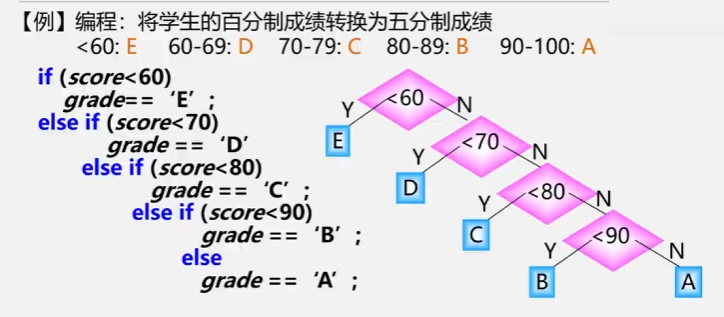 【例】编程：将学生的百分制成绩转换为五分制成绩
<60: E 60-69: D 70-79: C 80-89: B 90-100: A
if (score<60)
grade==‘E’;
else if (score<70)
grade ==‘D’
else if (score<80)
grade ==‘C’;
else if (score<90)
grade ==‘B’;
else
grade ==‘A’;
<60
Y N
E
<70
Y N
D
<80
Y N
C
<90
Y N
B A